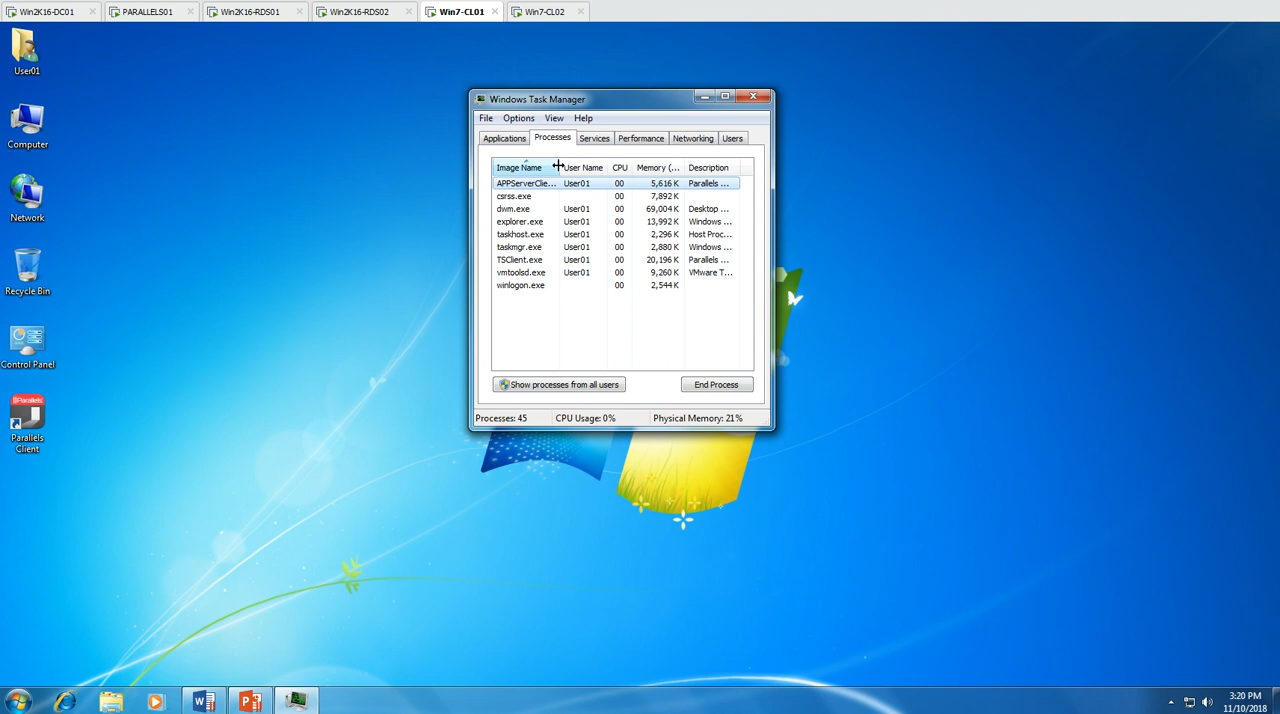 Win2K16-DC01 PARALLELS01 Win2K16-RDS01 Win2K16-RDS02 Win7-CL01 Win7-CL02
User01
Computer
Network
Recycle Bin
Control Panel
Parallels
Parallels
Client
Windows Task Manager
File Options View Help
Applications Processes Services Performance Networking Users
Image Name User Name CPU Memory (... Description
APPServerClie... User01 00 5,616 K Parallels ...
csrss.exe 00 7,892 K
dwm.exe User01 00 69,004 K Desktop ...
explorer.exe User01 00 13,992 K Windows ...
taskhost.exe User01 00 2,296 K Host Proc...
taskmgr.exe User01 00 2,880 K Windows ...
TSClient.exe User01 00 20,196 K Parallels ...
vmtoolsd.exe User01 00 9,260 K VMware T...
winlogon.exe 00 2,544 K
Show processes from all users End Process
Processes: 45 CPU Usage: 0% Physical Memory: 21%
3:20 PM
11/10/2018